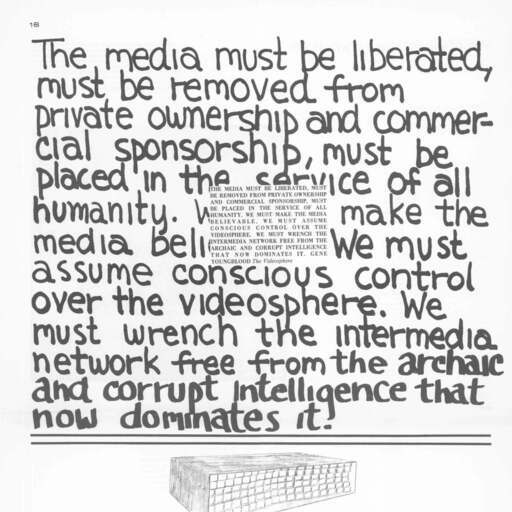 The media must be liberated,
must be removed from
private ownership and commer-
cial sponsorship, must be
placed in the service of all
humanity. W make the
media beli We must
assume conscious control
over the videosphere. We
must wrench the intermedia
network free from the archaic
and corrupt intelligence that
now dominates it.
THE MEDIA MUST BE LIBERATED, MUST
BE REMOVED FROM PRIVATE OWNERSHIP
AND COMMERCIAL SPONSORSHIP, MUST
BE PLACED IN THE SERVICE OF ALL
HUMANITY. WE MUST MAKE THE MEDIA
BELIEVABLE. WE MUST ASSUME
CONSCIOUS CONTROL OVER THE
VIDEOSPHERE. WE MUST WRENCH THE
INTERMEDIA NETWORK FREE FROM THE
ARCHAIC AND CORRUPT INTELLIGENCE
THAT NOW DOMINATES IT. GENE
YOUNGBLOOD The Videosphere